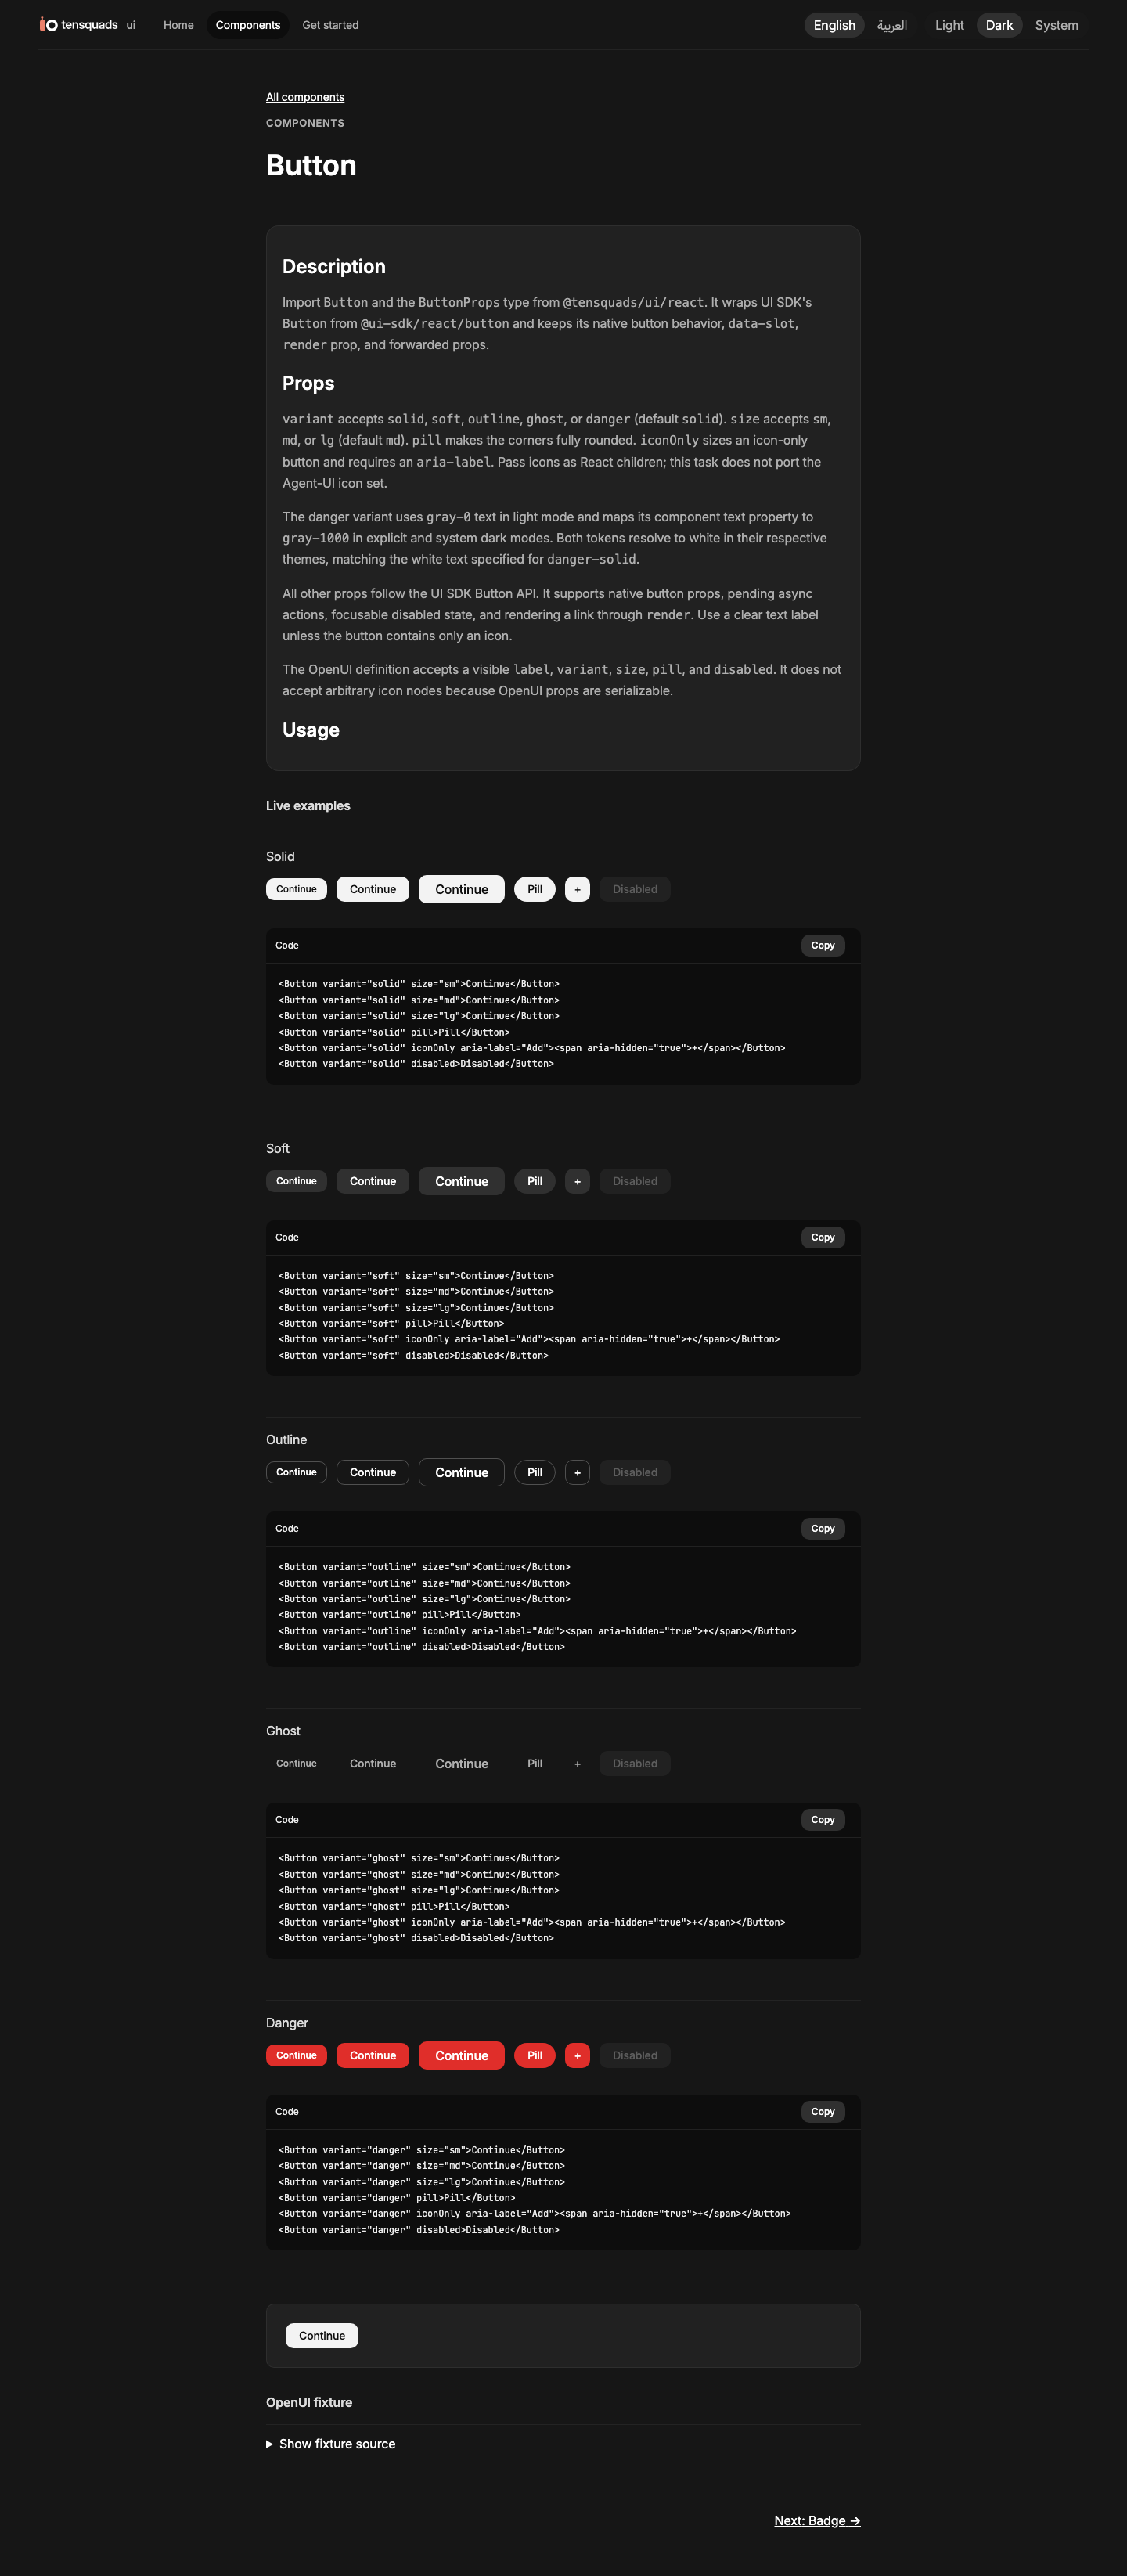 tensquads ui Home Components Get started English العربية Light Dark System
All components
COMPONENTS
Button
Description
Import Button and the ButtonProps type from @tensquads/ui/react. It wraps UI SDK's
Button from @ui-sdk/react/button and keeps its native button behavior, data-slot,
render prop, and forwarded props.
Props
variant accepts solid, soft, outline, ghost, or danger (default solid). size accepts sm,
md, or lg (default md). pill makes the corners fully rounded. iconOnly sizes an icon-only
button and requires an aria-label. Pass icons as React children; this task does not port the
Agent-UI icon set.
The danger variant uses gray-0 text in light mode and maps its component text property to
gray-1000 in explicit and system dark modes. Both tokens resolve to white in their respective
themes, matching the white text specified for danger-solid.
All other props follow the UI SDK Button API. It supports native button props, pending async
actions, focusable disabled state, and rendering a link through render. Use a clear text label
unless the button contains only an icon.
The OpenUI definition accepts a visible label, variant, size, pill, and disabled. It does not
accept arbitrary icon nodes because OpenUI props are serializable.
Usage
Live examples
Solid
Continue Continue Continue Pill + Disabled
Code Copy
<Button variant="solid" size="sm">Continue</Button>
<Button variant="solid" size="md">Continue</Button>
<Button variant="solid" size="lg">Continue</Button>
<Button variant="solid" pill>Pill</Button>
<Button variant="solid" iconOnly aria-label="Add"><span aria-hidden="true">+</span></Button>
<Button variant="solid" disabled>Disabled</Button>
Soft
Continue Continue Continue Pill + Disabled
Code Copy
<Button variant="soft" size="sm">Continue</Button>
<Button variant="soft" size="md">Continue</Button>
<Button variant="soft" size="lg">Continue</Button>
<Button variant="soft" pill>Pill</Button>
<Button variant="soft" iconOnly aria-label="Add"><span aria-hidden="true">+</span></Button>
<Button variant="soft" disabled>Disabled</Button>
Outline
Continue Continue Continue Pill + Disabled
Code Copy
<Button variant="outline" size="sm">Continue</Button>
<Button variant="outline" size="md">Continue</Button>
<Button variant="outline" size="lg">Continue</Button>
<Button variant="outline" pill>Pill</Button>
<Button variant="outline" iconOnly aria-label="Add"><span aria-hidden="true">+</span></Button>
<Button variant="outline" disabled>Disabled</Button>
Ghost
Continue Continue Continue Pill + Disabled
Code Copy
<Button variant="ghost" size="sm">Continue</Button>
<Button variant="ghost" size="md">Continue</Button>
<Button variant="ghost" size="lg">Continue</Button>
<Button variant="ghost" pill>Pill</Button>
<Button variant="ghost" iconOnly aria-label="Add"><span aria-hidden="true">+</span></Button>
<Button variant="ghost" disabled>Disabled</Button>
Danger
Continue Continue Continue Pill + Disabled
Code Copy
<Button variant="danger" size="sm">Continue</Button>
<Button variant="danger" size="md">Continue</Button>
<Button variant="danger" size="lg">Continue</Button>
<Button variant="danger" pill>Pill</Button>
<Button variant="danger" iconOnly aria-label="Add"><span aria-hidden="true">+</span></Button>
<Button variant="danger" disabled>Disabled</Button>
Continue
OpenUI fixture
Show fixture source
Next: Badge →